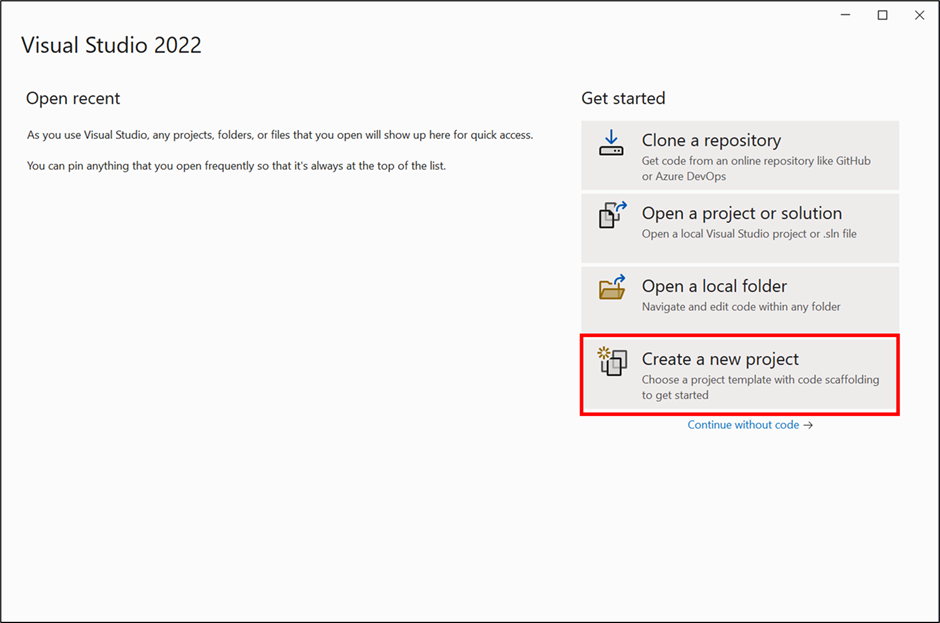 Visual Studio 2022
Open recent
As you use Visual Studio, any projects, folders, or files that you open will show up here for quick access.
You can pin anything that you open frequently so that it's always at the top of the list.
Get started
Clone a repository
Get code from an online repository like GitHub
or Azure DevOps
Open a project or solution
Open a local Visual Studio project or .sln file
Open a local folder
Navigate and edit code within any folder
Create a new project
Choose a project template with code scaffolding
to get started
Continue without code →